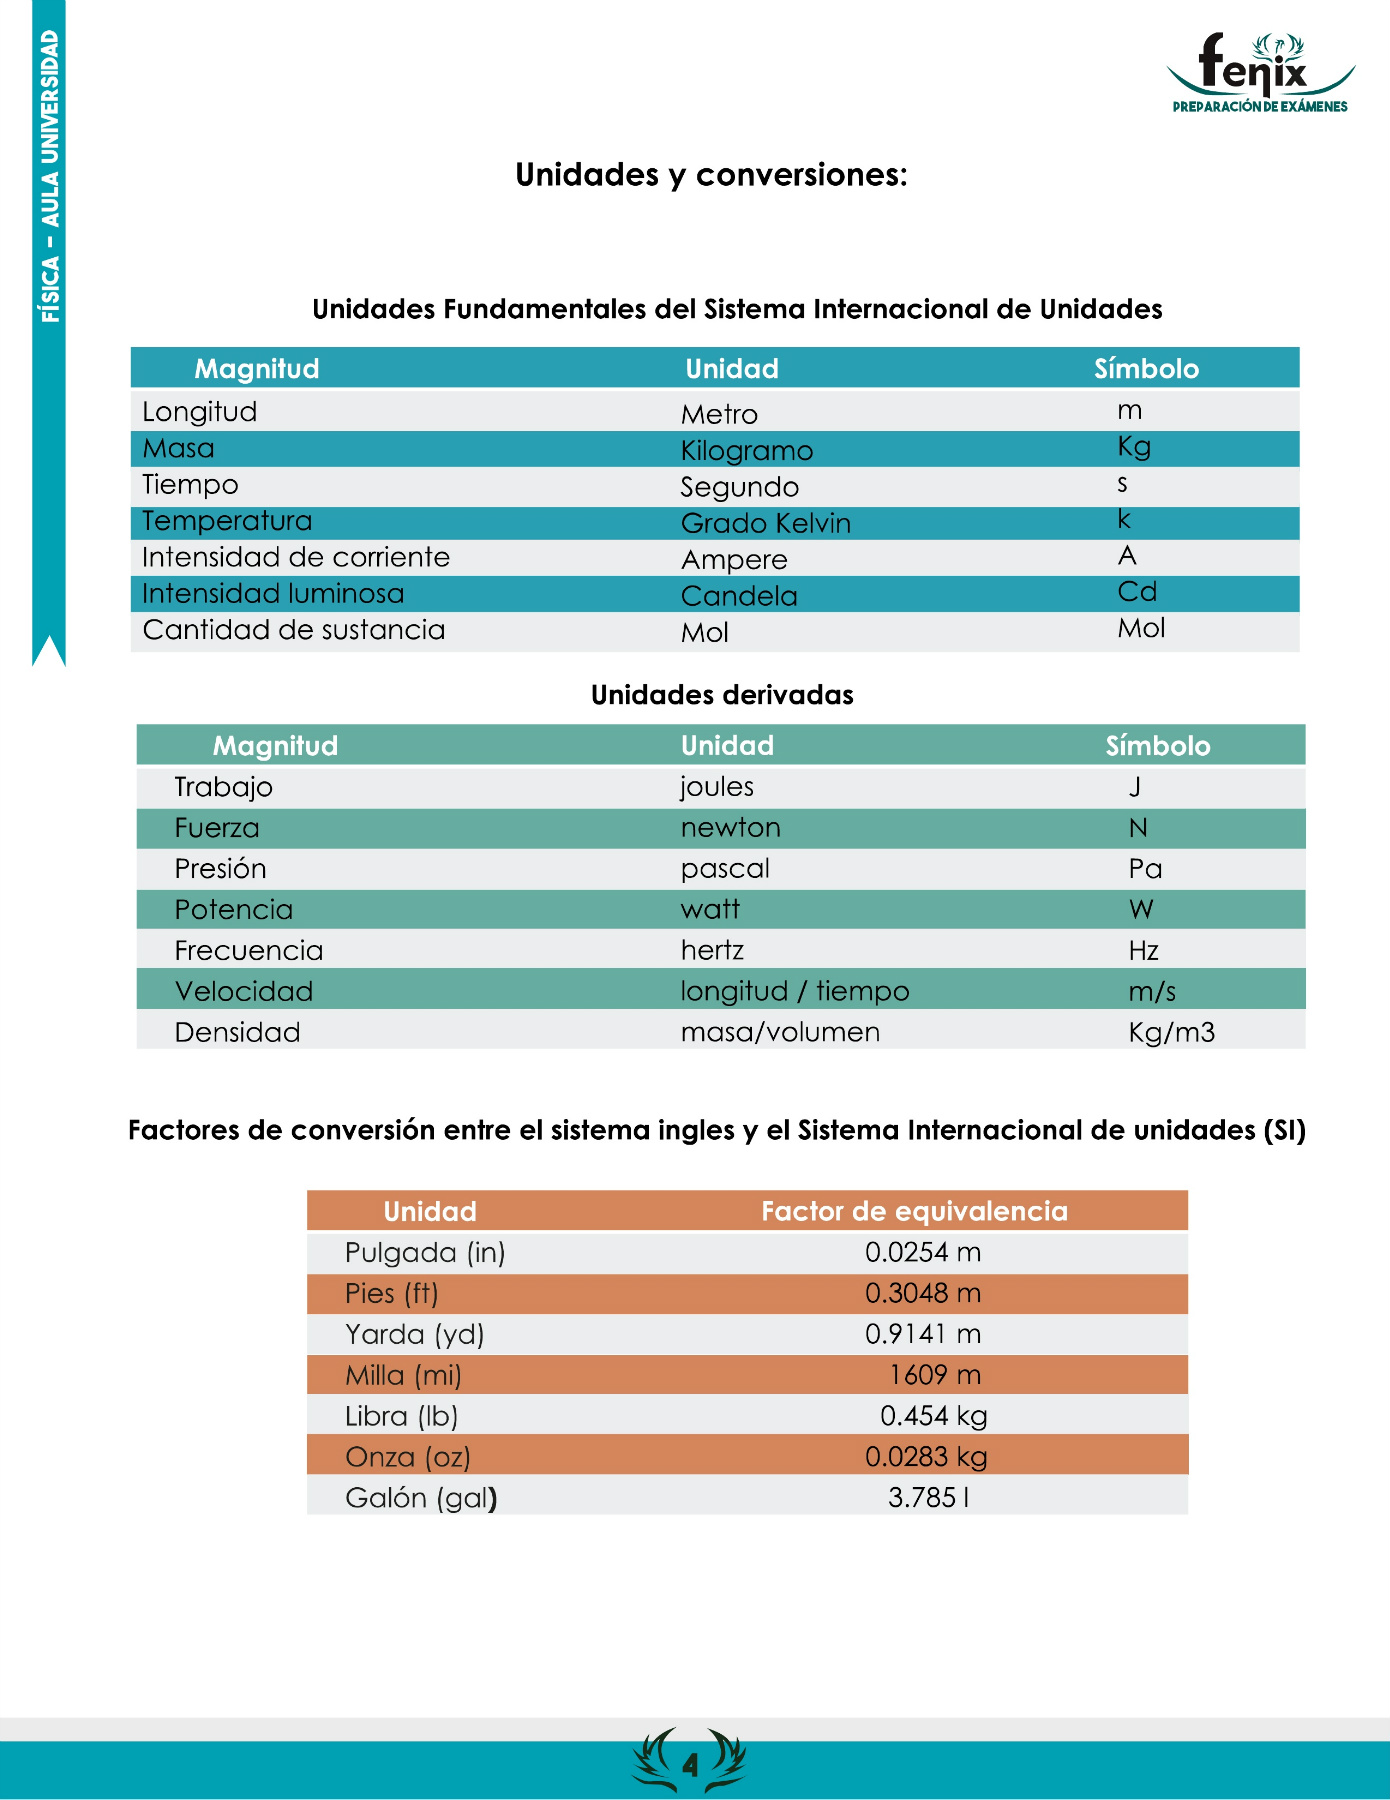 FÍSICA - AULA UNIVERSIDAD
fenix
PREPARACIÓN DE EXÁMENES
Unidades y conversiones:
Unidades Fundamentales del Sistema Internacional de Unidades
Magnitud Unidad Símbolo
Longitud Metro m
Masa Kilogramo Kg
Tiempo Segundo s
Temperatura Grado Kelvin k
Intensidad de corriente Ampere A
Intensidad luminosa Candela Cd
Cantidad de sustancia Mol Mol
Unidades derivadas
Magnitud Unidad Símbolo
Trabajo joules J
Fuerza newton N
Presión pascal Pa
Potencia watt W
Frecuencia hertz Hz
Velocidad longitud / tiempo m/s
Densidad masa/volumen Kg/m3
Factores de conversión entre el sistema ingles y el Sistema Internacional de unidades (SI)
Unidad Factor de equivalencia
Pulgada (in) 0.0254 m
Pies (ft) 0.3048 m
Yarda (yd) 0.9141 m
Milla (mi) 1609 m
Libra (lb) 0.454 kg
Onza (oz) 0.0283 kg
Galón (gal) 3.785 l
4